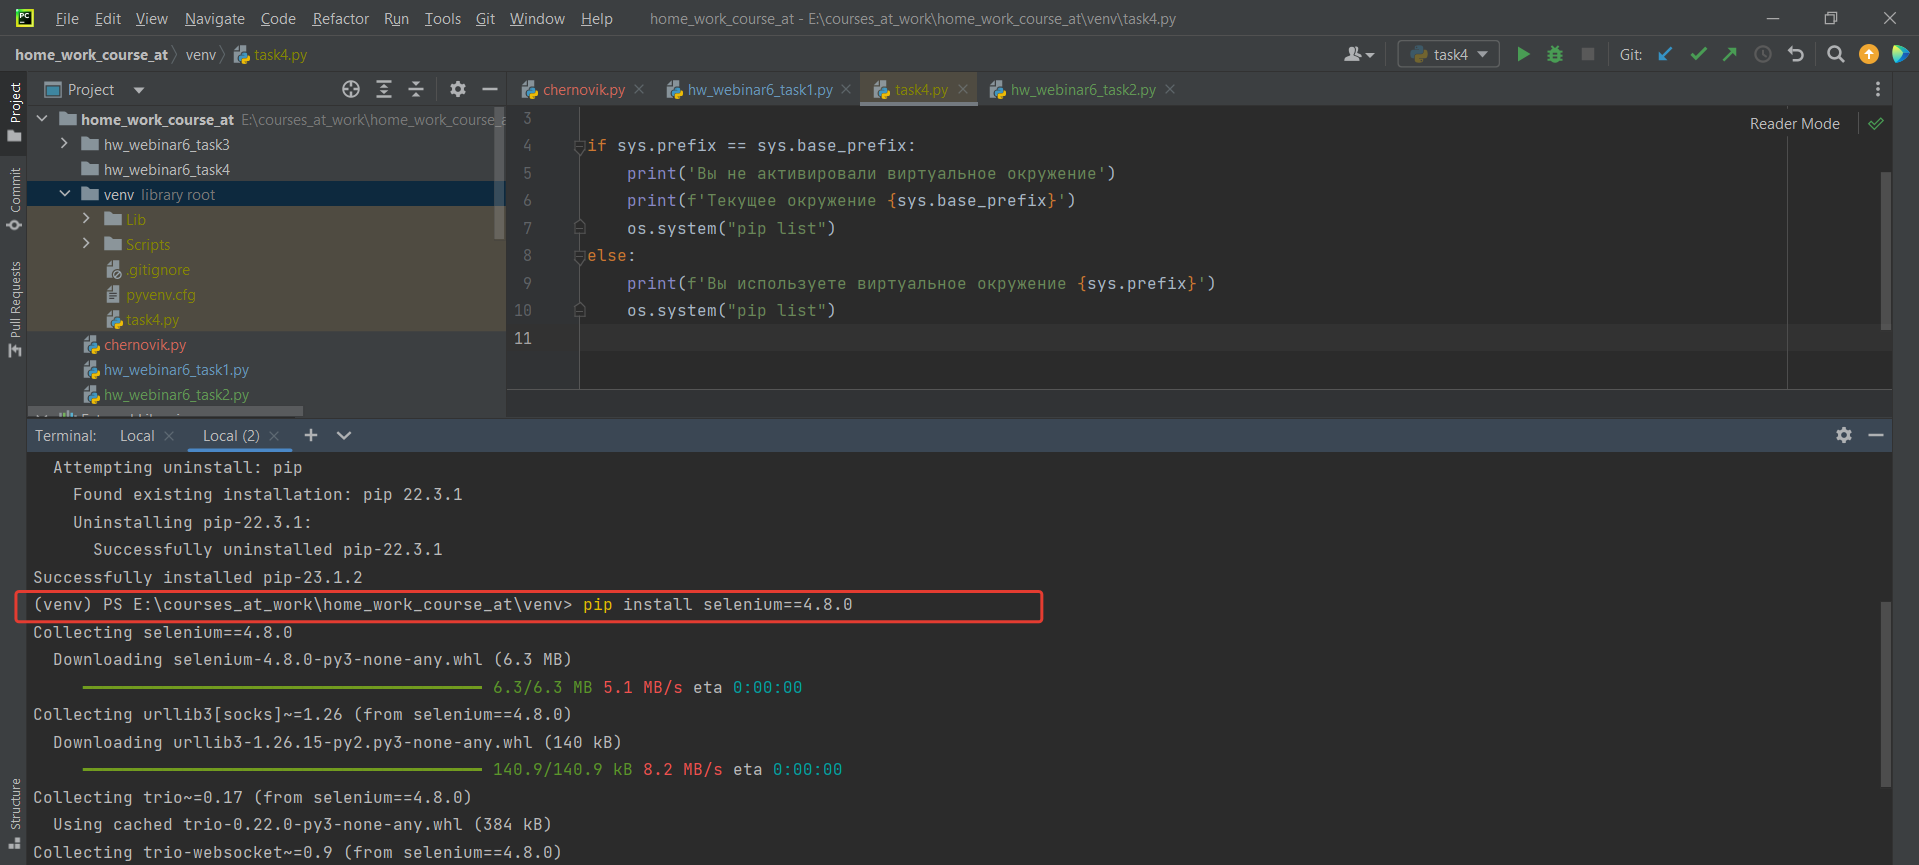 PC File Edit View Navigate Code Refactor Run Tools Git Window Help home_work_course_at - E:\courses_at_work\home_work_course_at\venv\task4.py
home_work_course_at venv task4.py task4 Git:
Project
Commit
Pull Requests
Structure
Project
home_work_course_at E:\courses_at_work\home_work_course_a
hw_webinar6_task3
hw_webinar6_task4
venv library root
Lib
Scripts
.gitignore
pyvenv.cfg
task4.py
chernovik.py
hw_webinar6_task1.py
hw_webinar6_task2.py
chernovik.py hw_webinar6_task1.py task4.py hw_webinar6_task2.py
Reader Mode
3
4 if sys.prefix == sys.base_prefix:
5 print('Вы не активировали виртуальное окружение')
6 print(f'Текущее окружение {sys.base_prefix}')
7 os.system("pip list")
8 else:
9 print(f'Вы используете виртуальное окружение {sys.prefix}')
10 os.system("pip list")
11
Terminal: Local Local (2)
Attempting uninstall: pip
Found existing installation: pip 22.3.1
Uninstalling pip-22.3.1:
Successfully uninstalled pip-22.3.1
Successfully installed pip-23.1.2
(venv) PS E:\courses_at_work\home_work_course_at\venv> pip install selenium==4.8.0
Collecting selenium==4.8.0
Downloading selenium-4.8.0-py3-none-any.whl (6.3 MB)
6.3/6.3 MB 5.1 MB/s eta 0:00:00
Collecting urllib3[socks]~=1.26 (from selenium==4.8.0)
Downloading urllib3-1.26.15-py2.py3-none-any.whl (140 kB)
140.9/140.9 kB 8.2 MB/s eta 0:00:00
Collecting trio~=0.17 (from selenium==4.8.0)
Using cached trio-0.22.0-py3-none-any.whl (384 kB)
Collecting trio-websocket~=0.9 (from selenium==4.8.0)